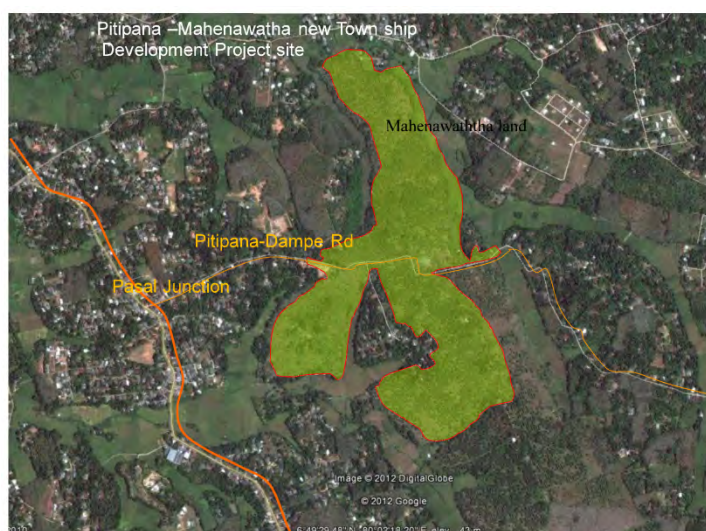 Pitipana –Mahenawatha new Town ship
Development Project site
Mahenawaihtha land
Pitipana-Dampe Rd
Pasal Junction
Image © 2012 DigitalGlobe
© 2012 Google